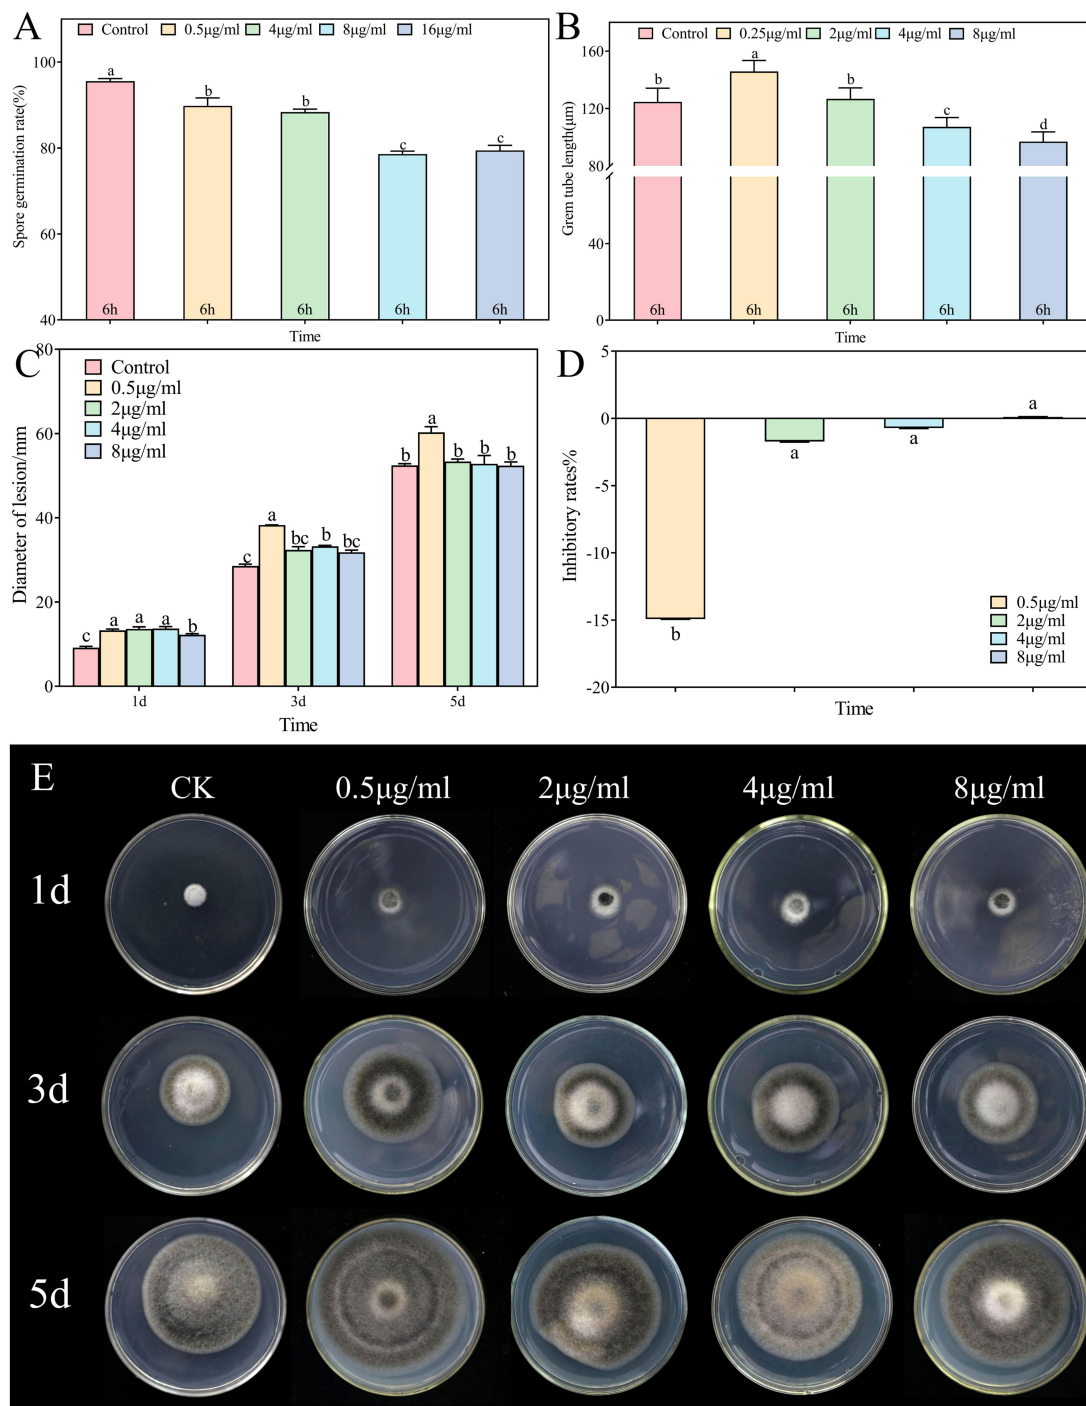 A
Control 0.5μg/ml 4μg/ml 8μg/ml 16μg/ml
Spore germination rate(%)
100
80
60
40
a
b
b
c
c
6h 6h 6h 6h 6h
Time
B
Control 0.25μg/ml 2μg/ml 4μg/ml 8μg/ml
Grem tube length(μm)
160
120
80
40
0
b
a
b
c
d
6h 6h 6h 6h 6h
Time
C
Control
0.5μg/ml
2μg/ml
4μg/ml
8μg/ml
Diameter of lesion/mm
80
60
40
20
0
c a a a b
c a bc b bc
b a b b b
1d 3d 5d
Time
D
Inhibitory rates%
5
0
-5
-10
-15
-20
b
a
a
a
0.5μg/ml
2μg/ml
4μg/ml
8μg/ml
Time
E
CK 0.5μg/ml 2μg/ml 4μg/ml 8μg/ml
1d
3d
5d